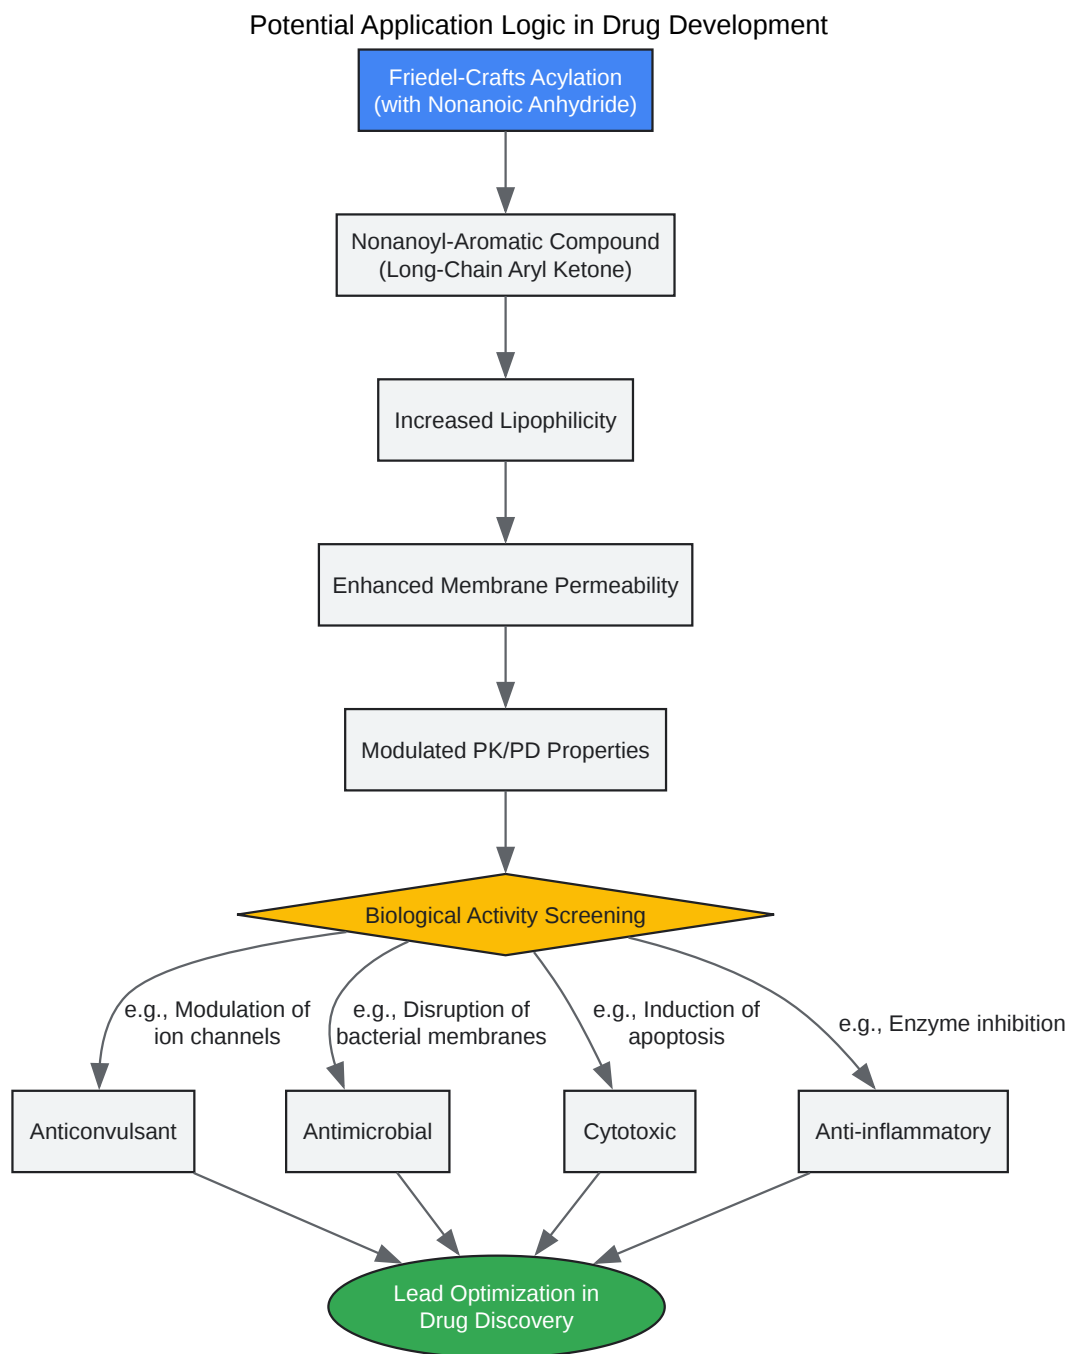 Potential Application Logic in Drug Development
Friedel-Crafts Acylation
(with Nonanoic Anhydride)
Nonanoyl-Aromatic Compound
(Long-Chain Aryl Ketone)
Increased Lipophilicity
Enhanced Membrane Permeability
Modulated PK/PD Properties
Biological Activity Screening
e.g., Modulation of
ion channels
e.g., Disruption of
bacterial membranes
e.g., Induction of
apoptosis
e.g., Enzyme inhibition
Anticonvulsant
Antimicrobial
Cytotoxic
Anti-inflammatory
Lead Optimization in
Drug Discovery